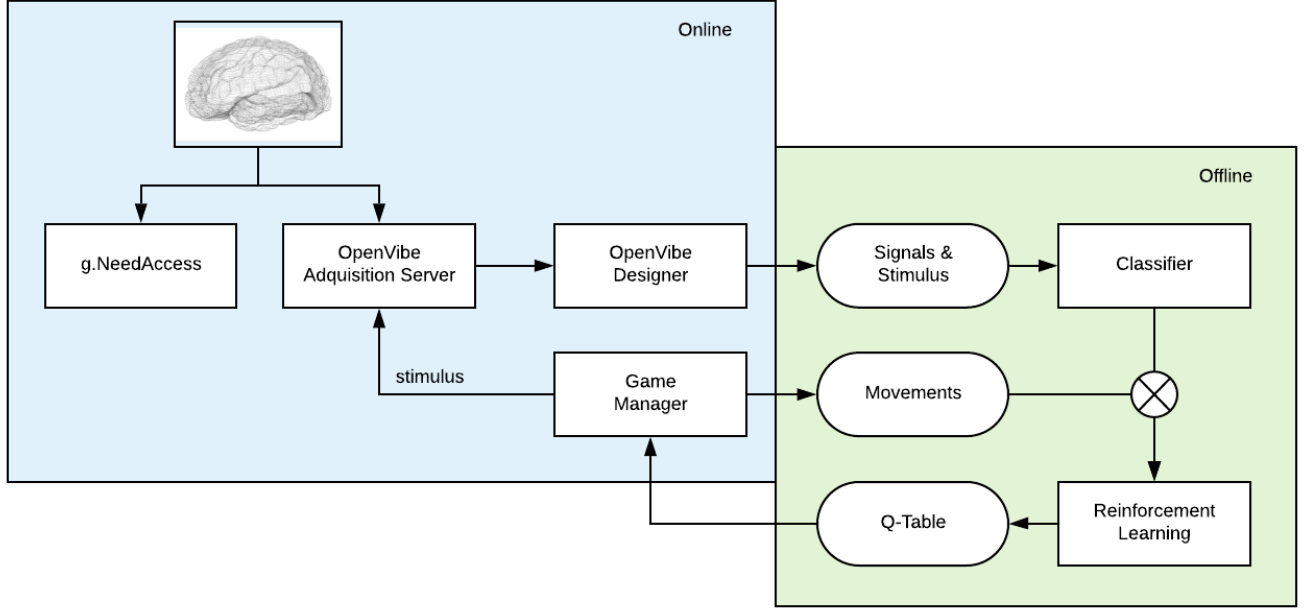 Online
Offline
g.NeedAccess
OpenVibe
Adquisition Server
OpenVibe
Designer
Signals &
Stimulus
Classifier
stimulus
Game
Manager
Movements
Q-Table
Reinforcement
Learning